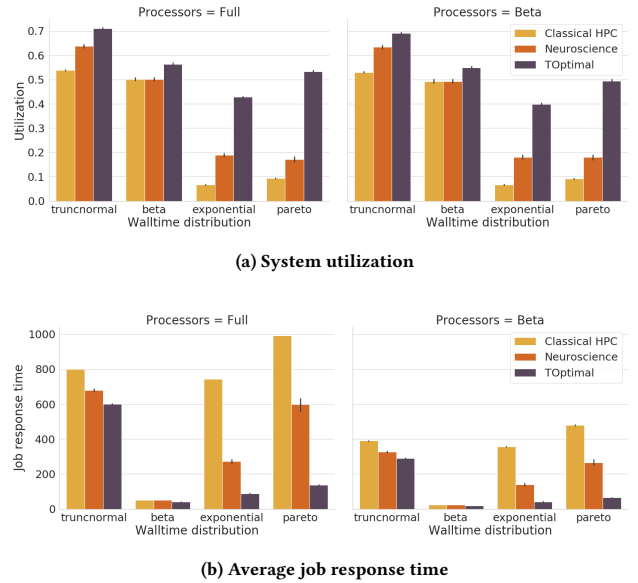 Processors = Full
Processors = Beta
0.7
0.6
0.5
0.4
0.3
0.2
0.1
0.0
Utilization
Classical HPC
Neuroscience
TOptimal
truncnormal beta exponential pareto
truncnormal beta exponential pareto
Walltime distribution
Walltime distribution
(a) System utilization
Processors = Full
Processors = Beta
1000
800
600
400
200
0
Job response time
Classical HPC
Neuroscience
TOptimal
truncnormal beta exponential pareto
truncnormal beta exponential pareto
Walltime distribution
Walltime distribution
(b) Average job response time